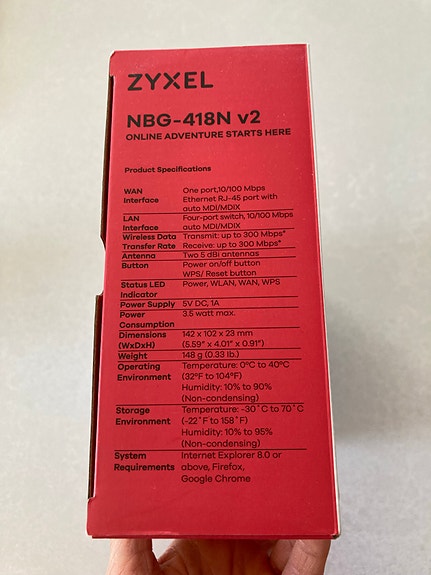 ZYXEL
NBG-418N v2
ONLINE ADVENTURE STARTS HERE
Product Specifications
WAN Interface One port,10/100 Mbps Ethernet RJ-45 port with auto MDI/MDIX
LAN Interface Four-port switch, 10/100 Mbps auto MDI/MDIX
Wireless Data Transmit: up to 300 Mbps*
Transfer Rate Receive: up to 300 Mbps*
Antenna Two 5 dBi antennas
Button Power on/off button
WPS/ Reset button
Status LED Indicator Power, WLAN, WAN, WPS
Power Supply 5V DC, 1A
Power Consumption 3.5 watt max.
Dimensions 142 x 102 x 23 mm
(WxDxH) (5.59" x 4.01" x 0.91")
Weight 148 g (0.33 lb.)
Operating Temperature: 0°C to 40°C
Environment (32°F to 104°F)
Humidity: 10% to 90%
(Non-condensing)
Storage Temperature: -30˚C to 70˚C
Environment (-22˚F to 158˚F)
Humidity: 10% to 95%
(Non-condensing)
System Internet Explorer 8.0 or
Requirements above, Firefox,
Google Chrome